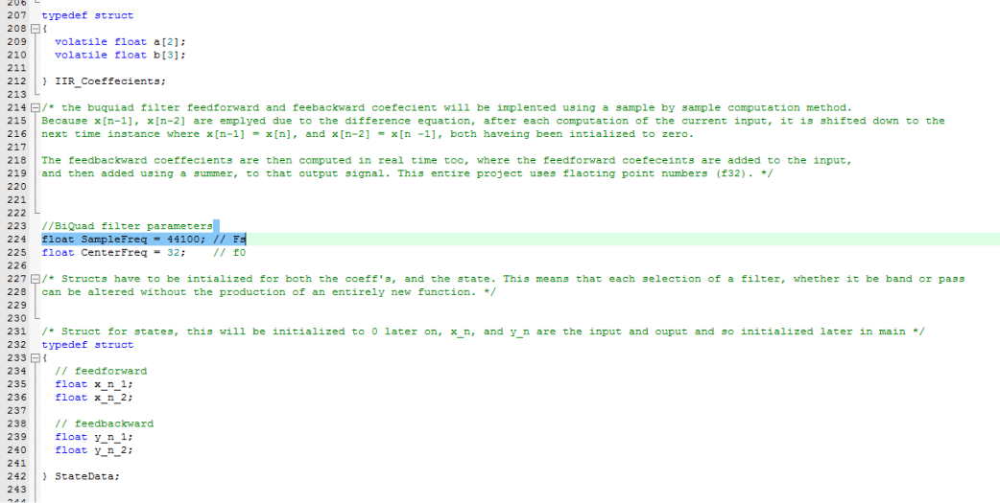 206
207 typedef struct
208 {
209 volatile float a[2];
210 volatile float b[3];
211
212 } IIR_Coeffecients;
213
214 /* the buquiad filter feedforward and feebackward coefecient will be implented using a sample by sample computation method.
215 Because x[n-1], x[n-2] are emplyed due to the difference equation, after each computation of the current input, it is shifted down to the
216 next time instance where x[n-1] = x[n], and x[n-2] = x[n -1], both haveing been intialized to zero.
217
218 The feedbackward coeffecients are then computed in real time too, where the feedforward coefeceints are added to the input,
219 and then added using a summer, to that output signal. This entire project uses flaoting point numbers (f32). */
220
221
222
223 //BiQuad filter parameters
224 float SampleFreq = 44100; // Fs
225 float CenterFreq = 32; // f0
226
227 /* Structs have to be intialized for both the coeff's, and the state. This means that each selection of a filter, whether it be band or pass
228 can be altered without the production of an entirely new function. */
229
230
231 /* Struct for states, this will be initialized to 0 later on, x_n, and y_n are the input and ouput and so initialized later in main */
232 typedef struct
233 {
234 // feedforward
235 float x_n_1;
236 float x_n_2;
237
238 // feedbackward
239 float y_n_1;
240 float y_n_2;
241
242 } StateData;
243
244